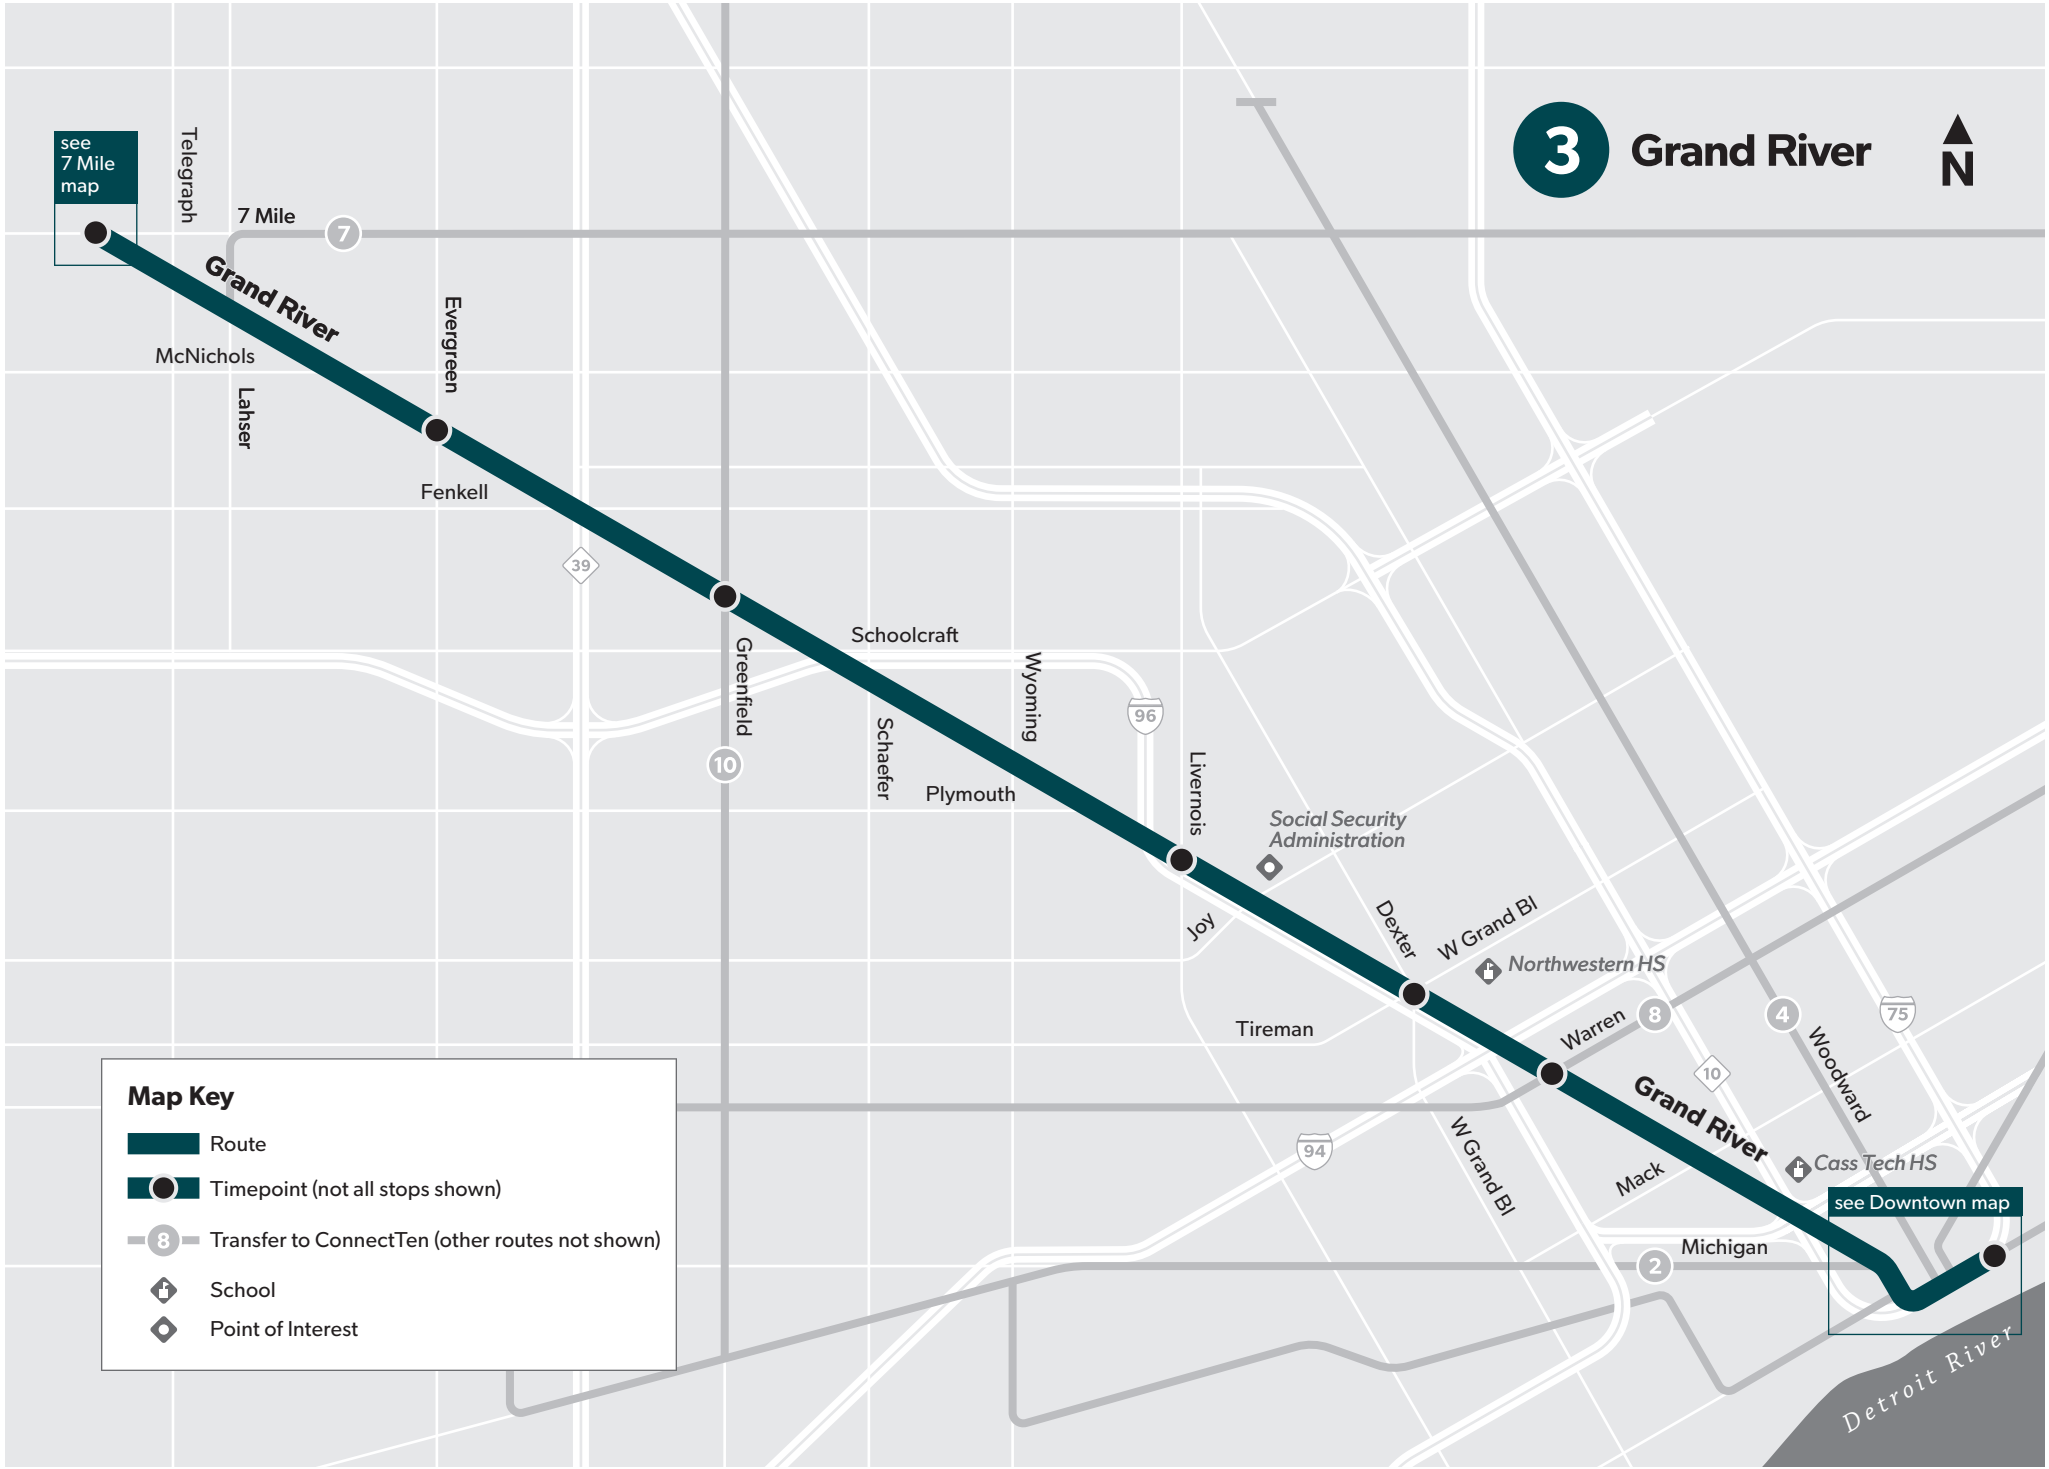 3 Grand River
N
see
7 Mile
map
Telegraph
7 Mile
7
Grand River
Evergreen
McNichols
Lahser
Fenkell
39
Schoolcraft
Greenfield
Wyoming
96
Schaefer
10
Livernois
Plymouth
Social Security
Administration
Joy
Dexter
W Grand Bl
Northwestern HS
Tireman
Warren
8
4
75
Woodward
10
Grand River
94
W Grand Bl
Mack
Cass Tech HS
see Downtown map
Michigan
2
Detroit River
Map Key
Route
Timepoint (not all stops shown)
8 Transfer to ConnectTen (other routes not shown)
School
Point of Interest